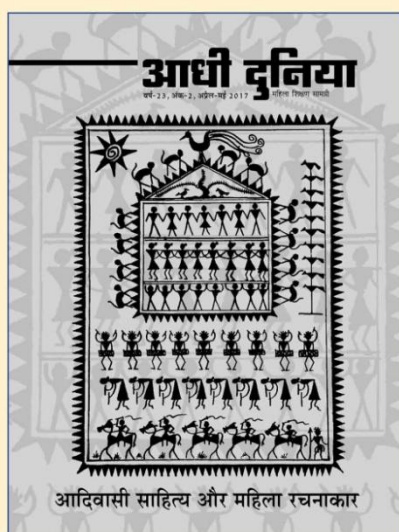 आधी दुनिया
वर्ष-23, अंक-2, अप्रैल-मई 2017 महिला शिक्षण सामग्री
आदिवासी साहित्य और महिला रचनाकार